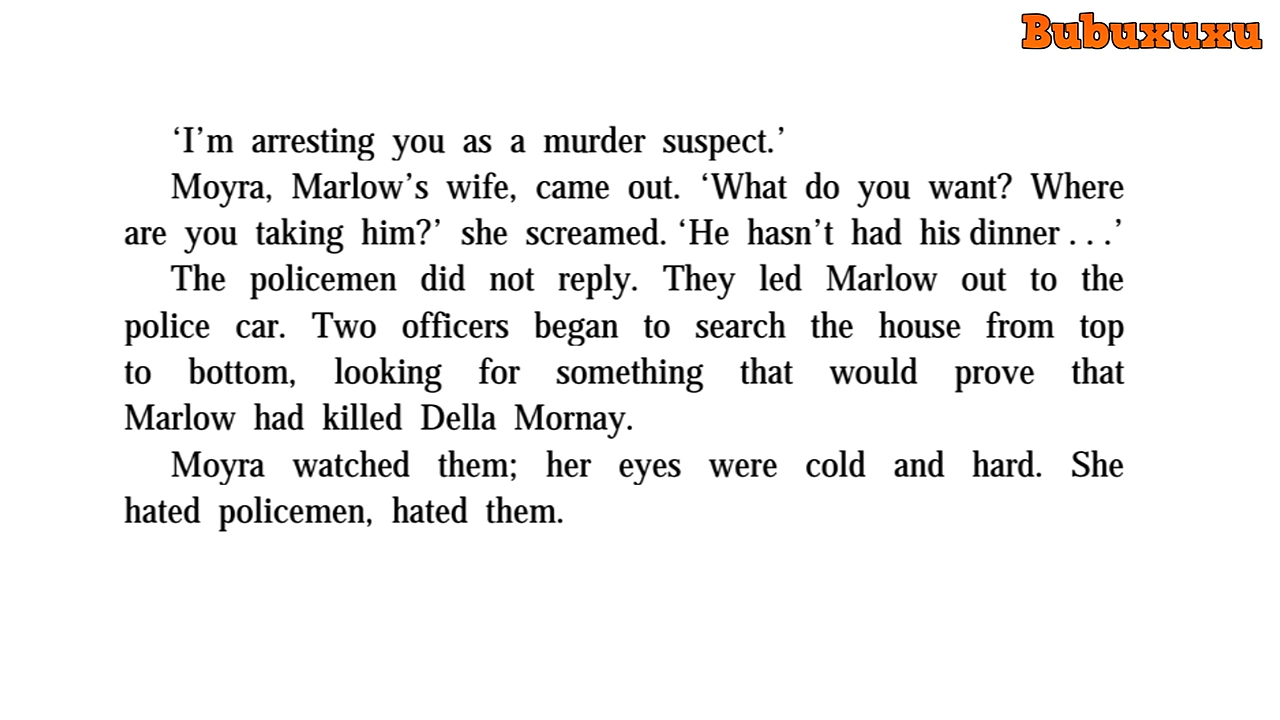 Bubuxuxu
‘I’m arresting you as a murder suspect.’
Moyra, Marlow’s wife, came out. ‘What do you want? Where
are you taking him?’ she screamed. ‘He hasn’t had his dinner . . .’
The policemen did not reply. They led Marlow out to the
police car. Two officers began to search the house from top
to bottom, looking for something that would prove that
Marlow had killed Della Mornay.
Moyra watched them; her eyes were cold and hard. She
hated policemen, hated them.